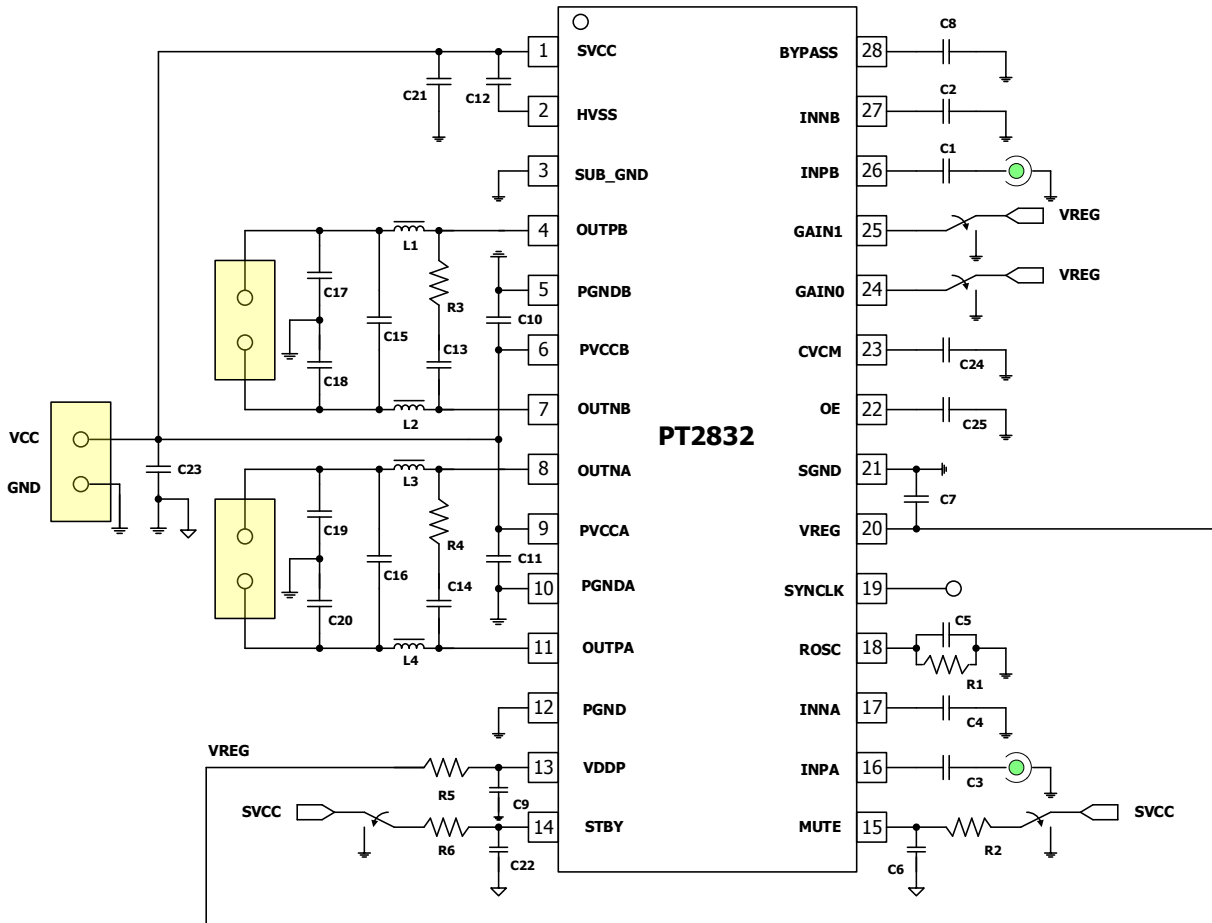 C8
1
SVCC
BYPASS
28
C21
C12
C2
2
HVSS
INNB
27
C1
3
SUB_GND
INPB
26
VREG
4
OUTPB
GAIN1
25
L1
VREG
C17
R3
5
PGNDB
GAIN0
24
C10
C15
C13
6
PVCCB
CVCM
23
C18
C24
7
OUTNB
OE
22
L2
C25
PT2832
VCC
C23
8
OUTNA
SGND
21
GND
L3
C7
C19
R4
9
PVCCA
VREG
20
C11
C16
C14
10
PGNDA
SYNCLK
19
C20
C5
11
OUTPA
ROSC
18
L4
R1
12
PGND
INNA
17
C4
VREG
13
VDDP
INPA
16
R5
C9
C3
SVCC
14
STBY
MUTE
15
SVCC
R6
C22
C6
R2